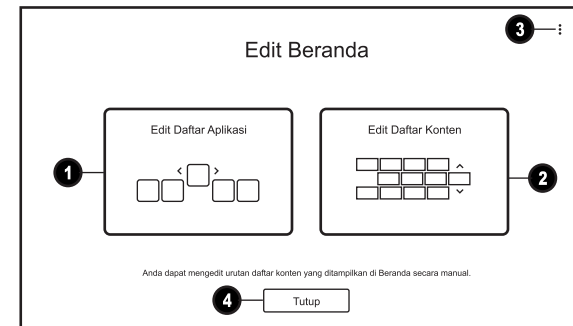 3
Edit Beranda
Edit Daftar Aplikasi
Edit Daftar Konten
1
2
Anda dapat mengedit urutan daftar konten yang ditampilkan di Beranda secara manual.
4
Tutup